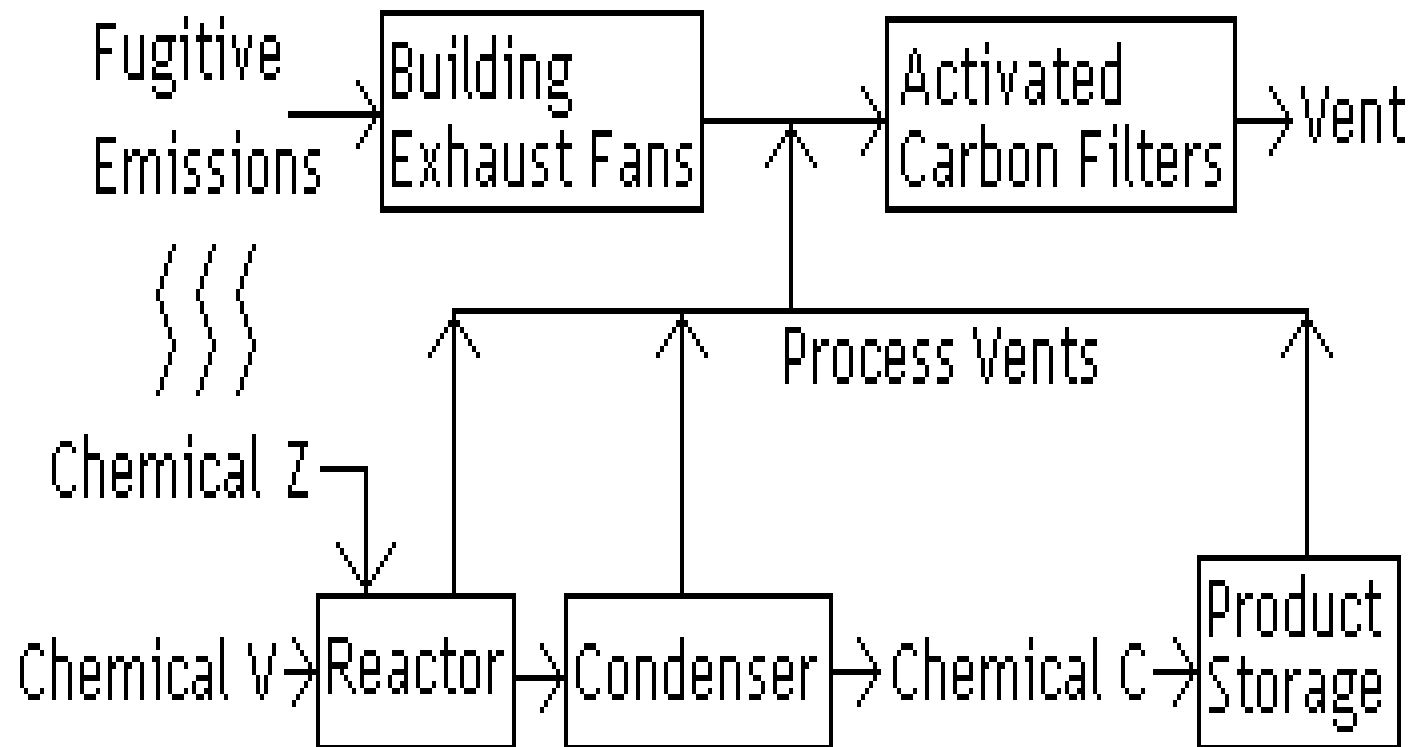 Fugitive
Emissions
Building
Exhaust Fans
Activated
Carbon Filters
Vent
Process Vents
Chemical Z
Chemical V
Reactor
Condenser
Chemical C
Product
Storage